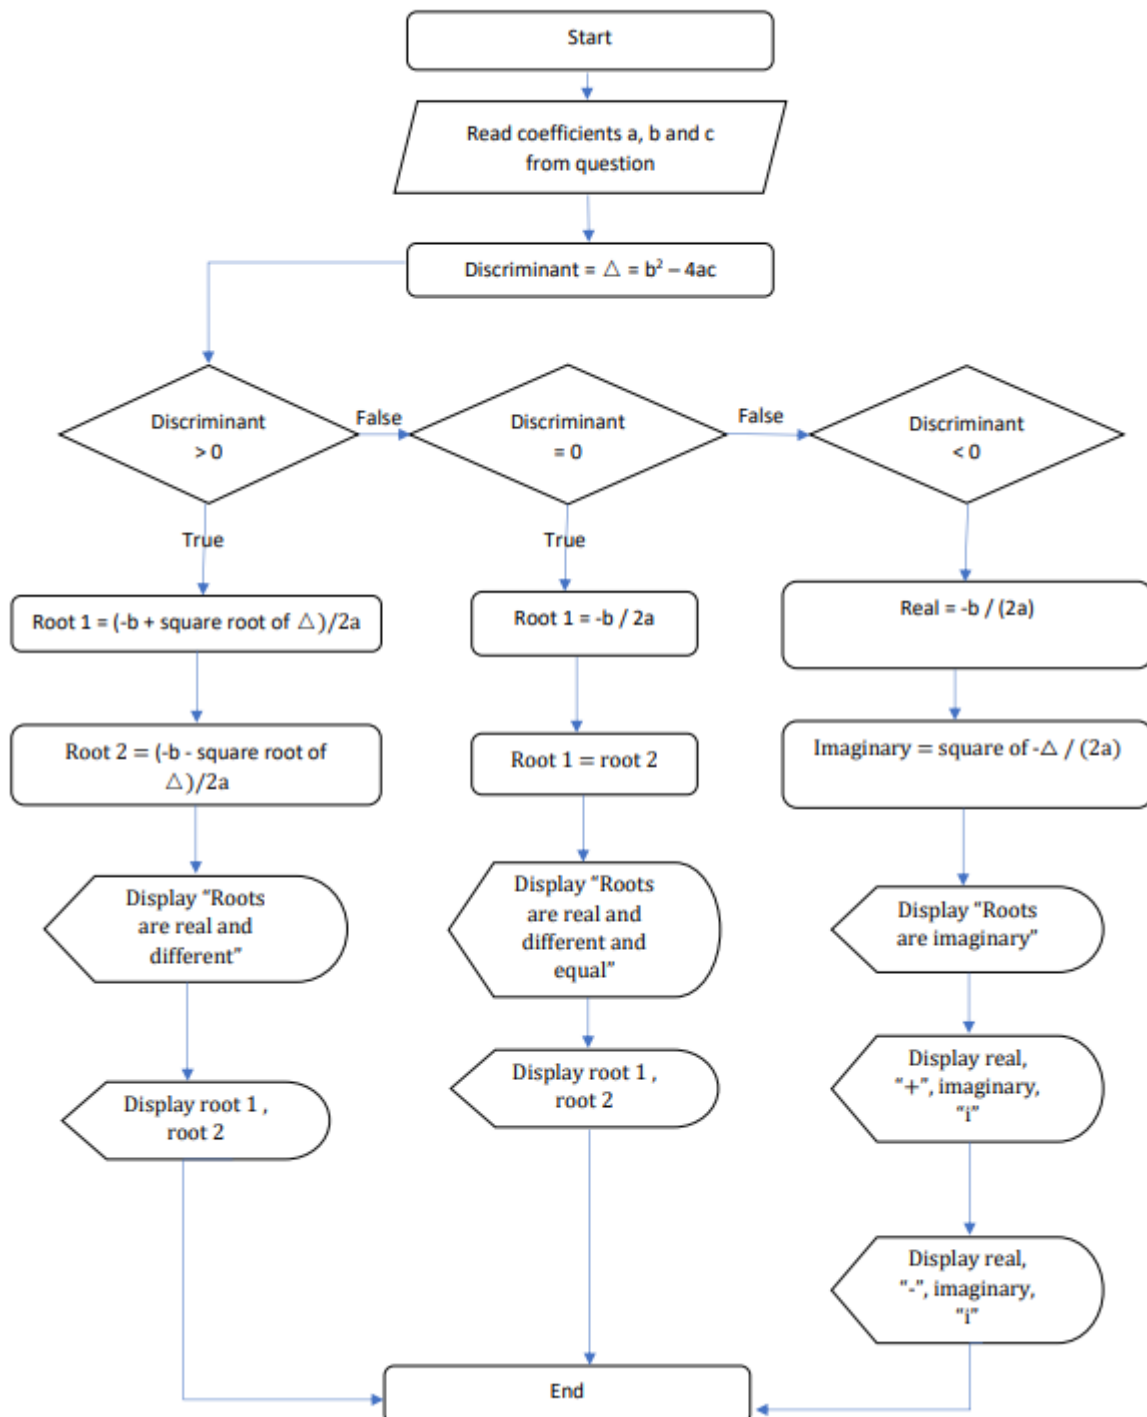 Start
Read coefficients a, b and c
from question
Discriminant = △ = b² – 4ac
Discriminant
> 0
False
Discriminant
= 0
False
Discriminant
< 0
True
True
Root 1 = (-b + square root of △)/2a
Root 1 = -b / 2a
Real = -b / (2a)
Root 2 = (-b - square root of
△)/2a
Root 1 = root 2
Imaginary = square of -△ / (2a)
Display “Roots
are real and
different”
Display “Roots
are real and
different and
equal”
Display “Roots
are imaginary”
Display root 1 ,
root 2
Display root 1 ,
root 2
Display real,
“+”, imaginary,
“i”
Display real,
“-”, imaginary,
“i”
End